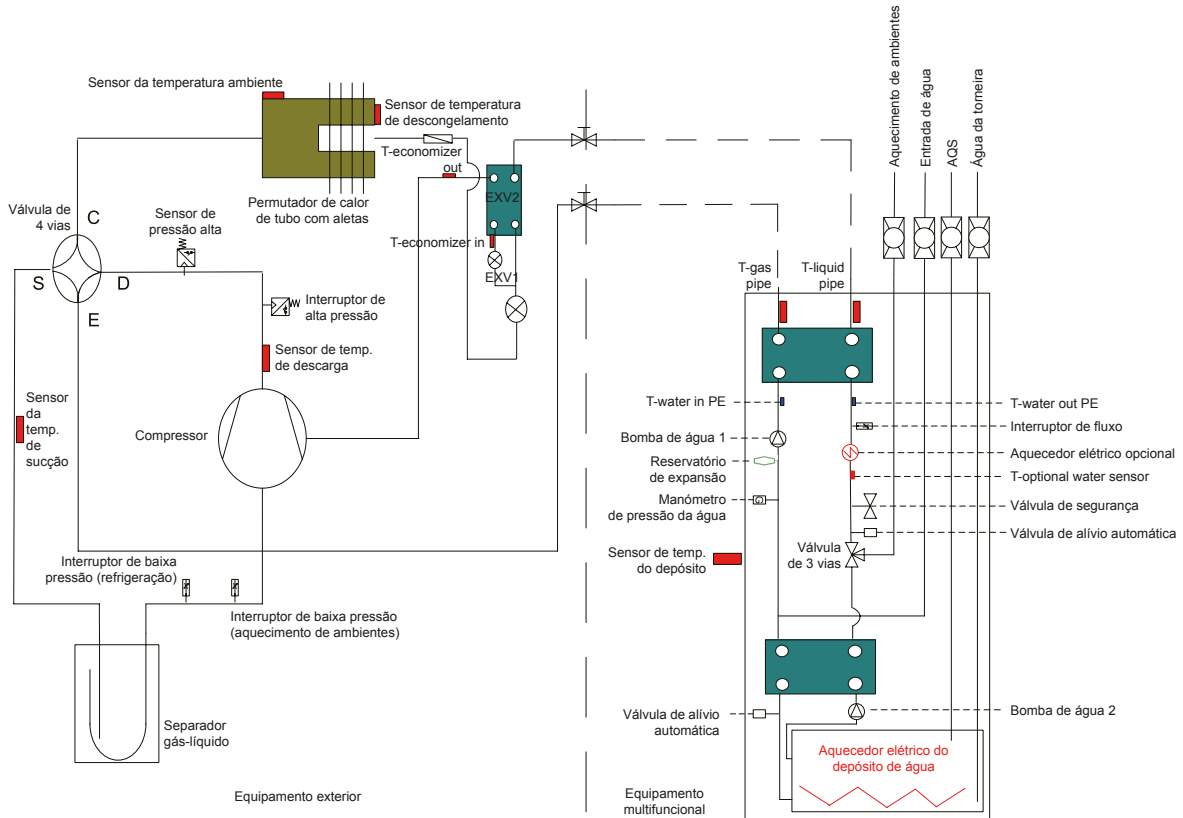 Sensor da temperatura ambiente
Sensor de temperatura
de descongelamento
T-economizer
out
EXV2
Permutador de calor
de tubo com aletas
T-economizer in
EXV1
Válvula de
4 vias
C
S
D
E
Sensor de
pressão alta
Interruptor de
alta pressão
Sensor de temp.
de descarga
Sensor
da
temp.
de
sucção
Compressor
Interruptor de baixa
pressão (refrigeração)
Interruptor de baixa pressão
(aquecimento de ambientes)
Separador
gás-líquido
Equipamento exterior
Aquecimento de ambientes
Entrada de água
AQS
Água da torneira
T-gas
pipe
T-liquid
pipe
T-water in PE
Bomba de água 1
Reservatório
de expansão
Manómetro
de pressão da água
Sensor de temp.
do depósito
Válvula
de 3 vias
T-water out PE
Interruptor de fluxo
Aquecedor elétrico opcional
T-optional water sensor
Válvula de segurança
Válvula de alívio automática
Válvula de alívio
automática
Bomba de água 2
Aquecedor elétrico do
depósito de água
Equipamento
multifuncional